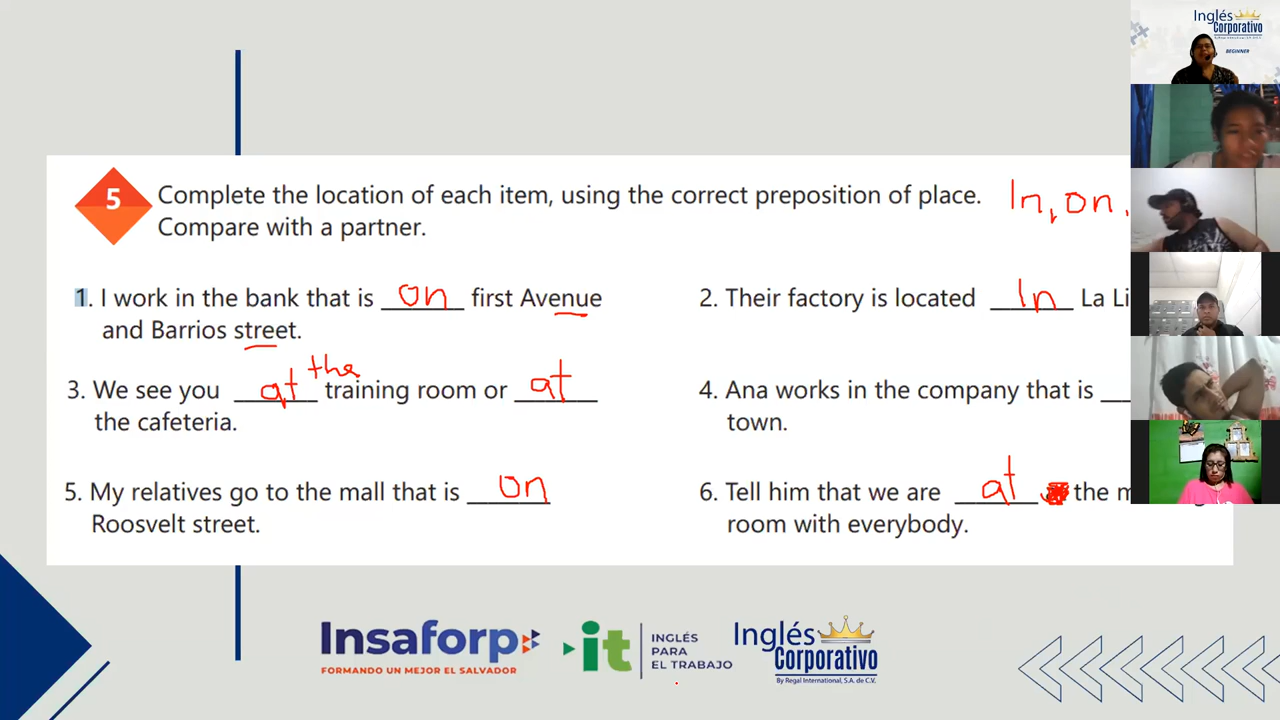 Inglés
Corporativo
BEGINNER
5 Complete the location of each item, using the correct preposition of place. In, on,
Compare with a partner.
1. I work in the bank that is on first Avenue
and Barrios street.
2. Their factory is located In La Li
3. We see you at the training room or at
the cafeteria.
4. Ana works in the company that is ____
town.
5. My relatives go to the mall that is on
Roosvelt street.
6. Tell him that we are at the m
room with everybody.
Insaforp
FORMANDO UN MEJOR EL SALVADOR
it
INGLÉS
PARA
EL TRABAJO
Inglés
Corporativo
By Regal International, S.A. de C.V.